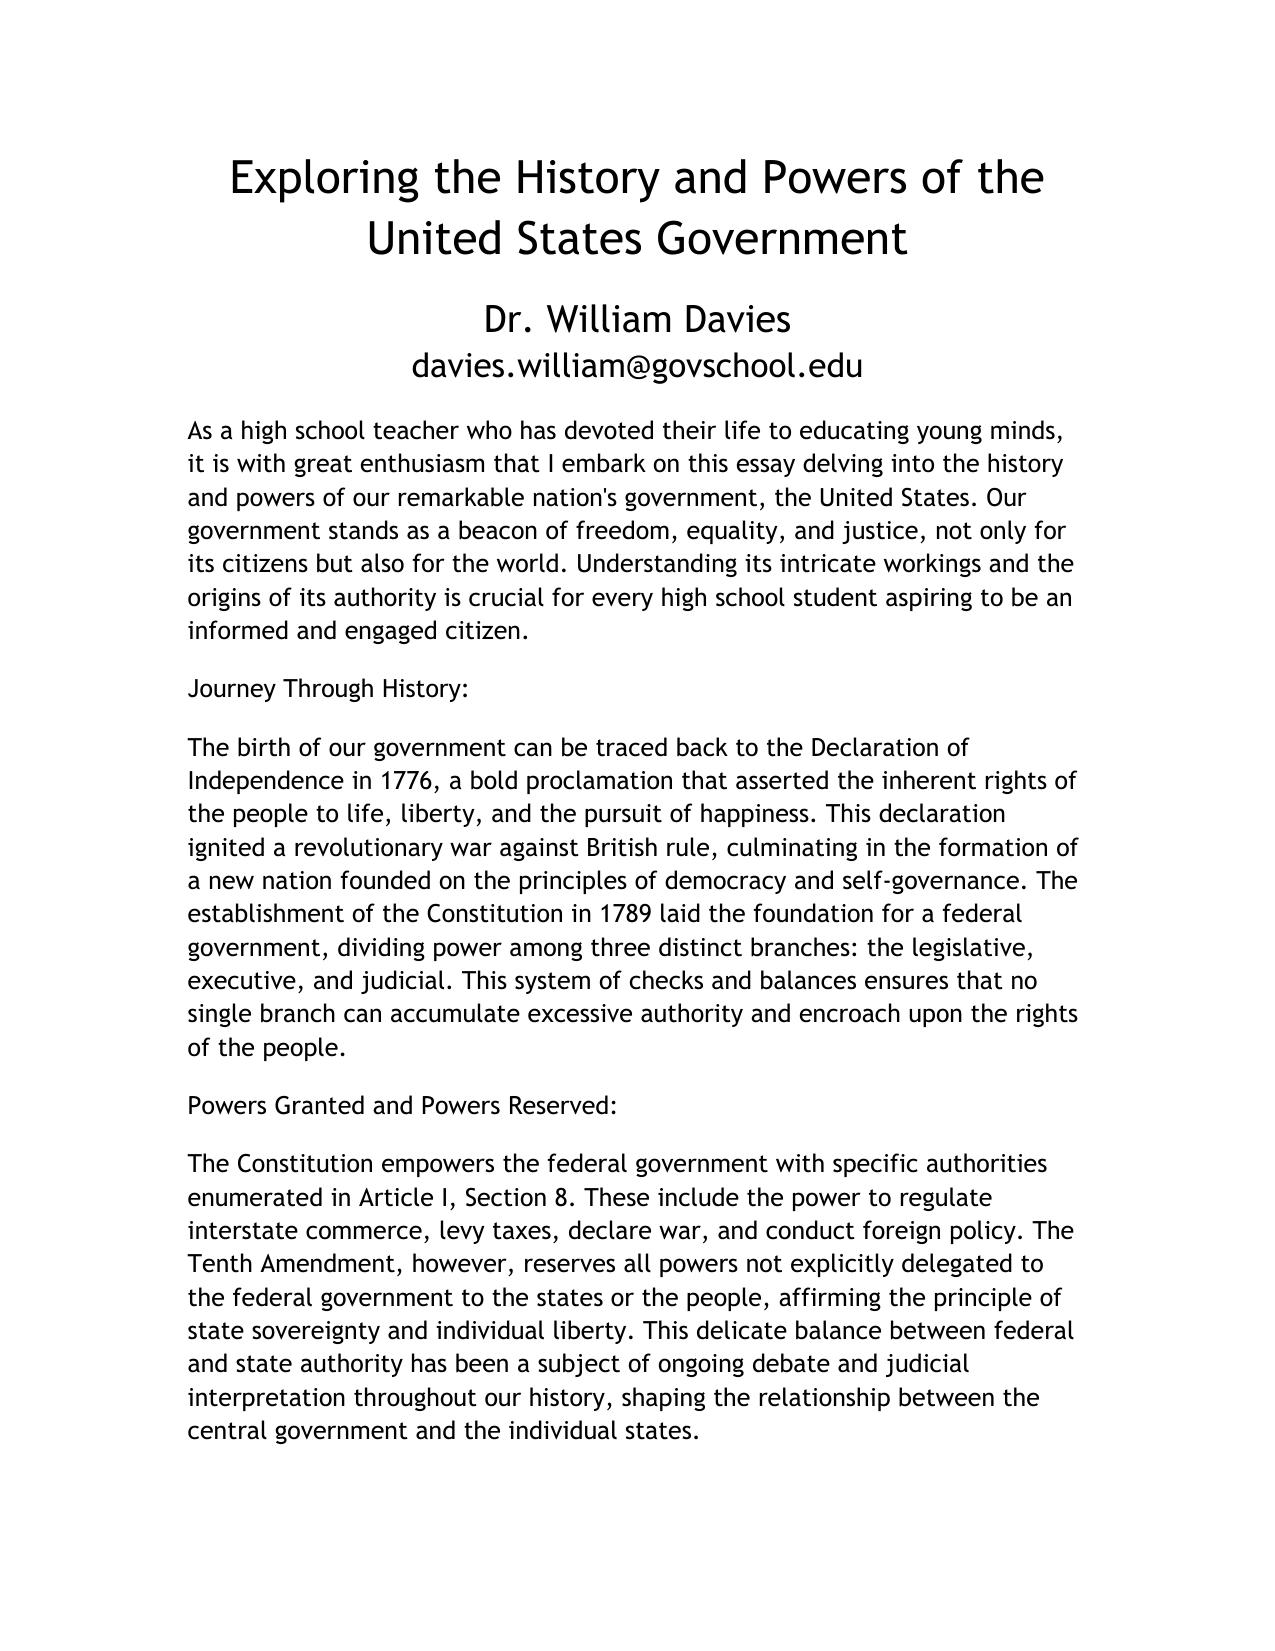 Exploring the History and Powers of the
United States Government
Dr. William Davies
davies.william@govschool.edu
As a high school teacher who has devoted their life to educating young minds,
it is with great enthusiasm that I embark on this essay delving into the history
and powers of our remarkable nation's government, the United States. Our
government stands as a beacon of freedom, equality, and justice, not only for
its citizens but also for the world. Understanding its intricate workings and the
origins of its authority is crucial for every high school student aspiring to be an
informed and engaged citizen.
Journey Through History:
The birth of our government can be traced back to the Declaration of
Independence in 1776, a bold proclamation that asserted the inherent rights of
the people to life, liberty, and the pursuit of happiness. This declaration
ignited a revolutionary war against British rule, culminating in the formation of
a new nation founded on the principles of democracy and self-governance. The
establishment of the Constitution in 1789 laid the foundation for a federal
government, dividing power among three distinct branches: the legislative,
executive, and judicial. This system of checks and balances ensures that no
single branch can accumulate excessive authority and encroach upon the rights
of the people.
Powers Granted and Powers Reserved:
The Constitution empowers the federal government with specific authorities
enumerated in Article I, Section 8. These include the power to regulate
interstate commerce, levy taxes, declare war, and conduct foreign policy. The
Tenth Amendment, however, reserves all powers not explicitly delegated to
the federal government to the states or the people, affirming the principle of
state sovereignty and individual liberty. This delicate balance between federal
and state authority has been a subject of ongoing debate and judicial
interpretation throughout our history, shaping the relationship between the
central government and the individual states.